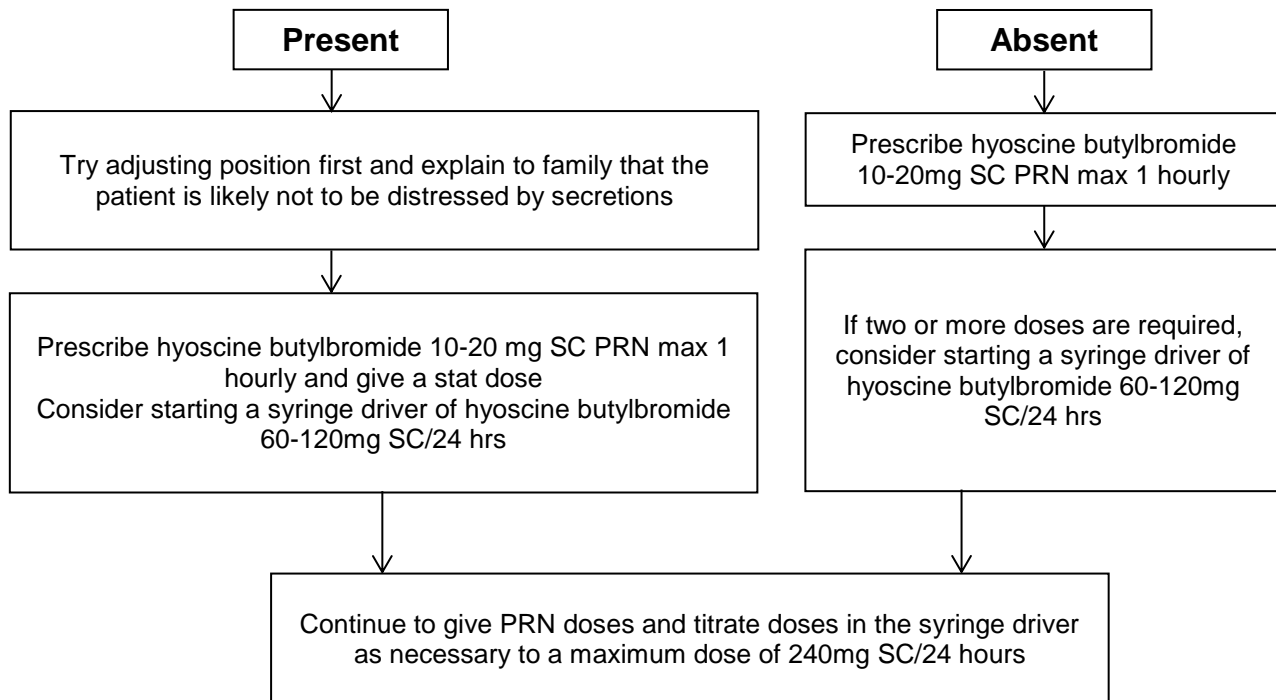 Present
Try adjusting position first and explain to family that the
patient is likely not to be distressed by secretions
Prescribe hyoscine butylbromide 10-20 mg SC PRN max 1
hourly and give a stat dose
Consider starting a syringe driver of hyoscine butylbromide
60-120mg SC/24 hrs
Absent
Prescribe hyoscine butylbromide
10-20mg SC PRN max 1 hourly
If two or more doses are required,
consider starting a syringe driver of
hyoscine butylbromide 60-120mg
SC/24 hrs
Continue to give PRN doses and titrate doses in the syringe driver
as necessary to a maximum dose of 240mg SC/24 hours